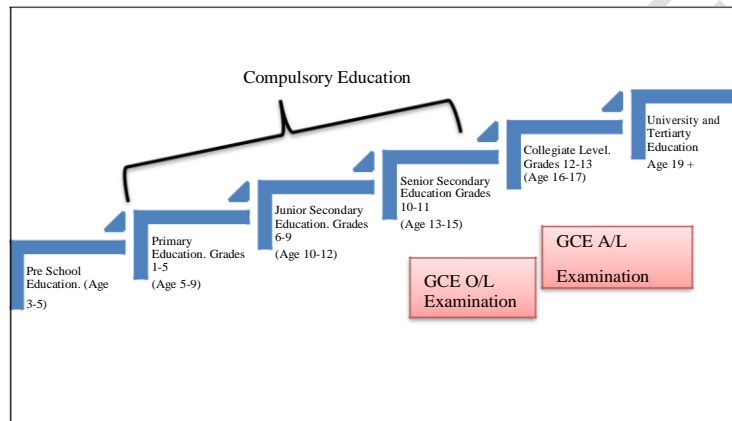 Compulsory Education
Pre School
Education. (Age
3-5)
Primary
Education. Grades
1-5
(Age 5-9)
Junior Secondary
Education. Grades
6-9
(Age 10-12)
Senior Secondary
Education Grades
10-11
(Age 13-15)
Collegiate Level.
Grades 12-13
(Age 16-17)
University and
Tertiarty
Education
Age 19 +
GCE O/L
Examination
GCE A/L
Examination